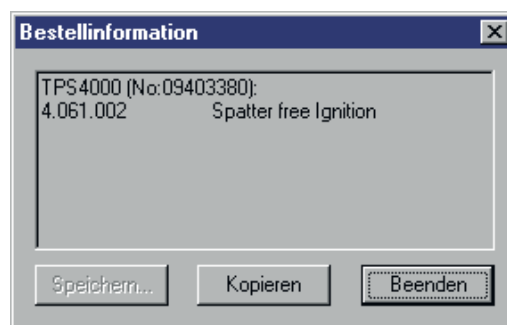 Bestellinformation
TPS4000 (No:09403380):
4.061.002 Spatter free Ignition
Speichern...
Kopieren
Beenden